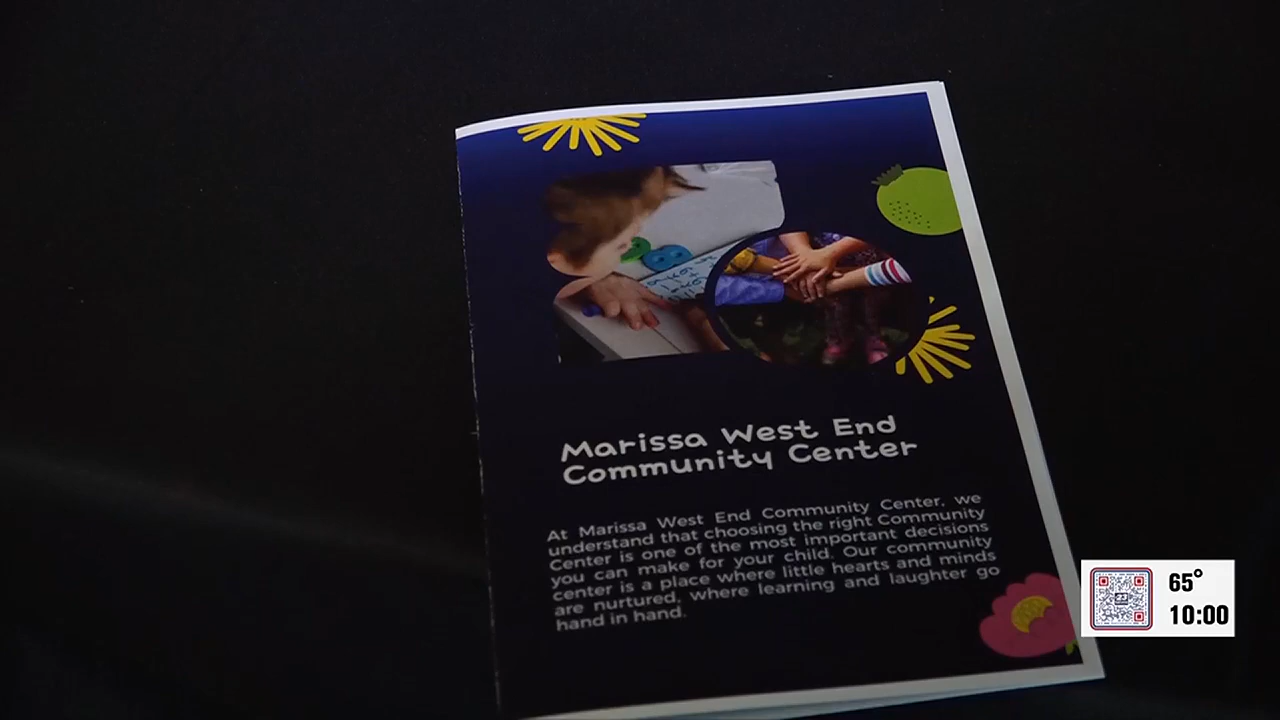 Marissa West End
Community Center
At Marissa West End Community Center, we
understand that choosing the right Community
Center is one of the most important decisions
you can make for your child. Our community
center is a place where little hearts and minds
are nurtured, where learning and laughter go
hand in hand.
65°
10:00